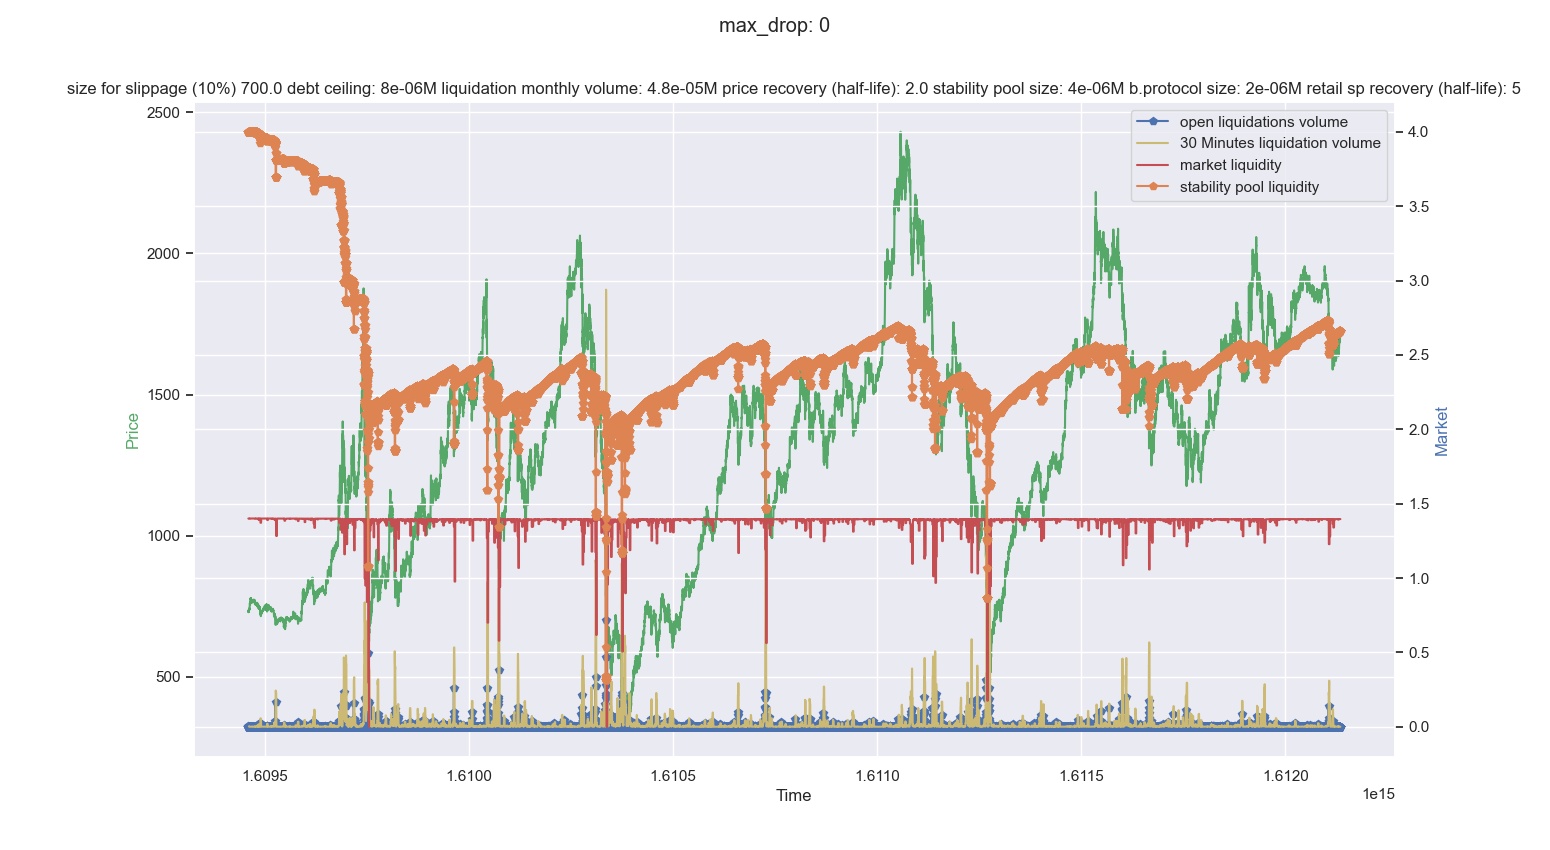 max_drop: 0
size for slippage (10%) 700.0 debt ceiling: 8e-06M liquidation monthly volume: 4.8e-05M price recovery (half-life): 2.0 stability pool size: 4e-06M b.protocol size: 2e-06M retail sp recovery (half-life): 5
open liquidations volume
30 Minutes liquidation volume
market liquidity
stability pool liquidity
2500
2000
1500
1000
500
Price
4.0
3.5
3.0
2.5
2.0
1.5
1.0
0.5
0.0
Market
1.6095 1.6100 1.6105 1.6110 1.6115 1.6120
Time
1e15